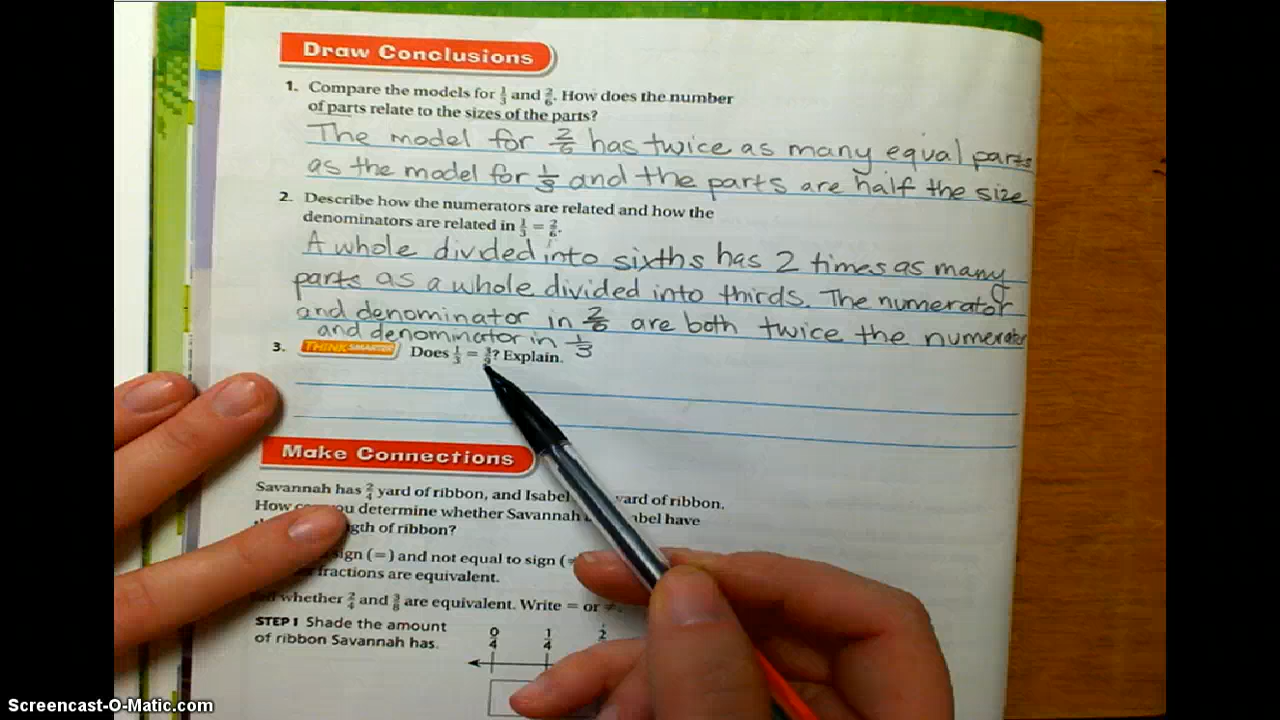 Draw Conclusions
1. Compare the models for 1/3 and 2/6. How does the number
of parts relate to the sizes of the parts?
The model for 2/6 has twice as many equal parts
as the model for 1/3 and the parts are half the size
2. Describe how the numerators are related and how the
denominators are related in 1/3 = 2/6.
A whole divided into sixths has 2 times as many
parts as a whole divided into thirds. The numerator
and denominator in 2/6 are both twice the numerator
and denominator in 1/3
3. THINK SMARTER Does 1/3 = 3/9? Explain.
Make Connections
Savannah has 2/4 yard of ribbon, and Isabel yard of ribbon.
How can you determine whether Savannah and Isabel have
length of ribbon?
sign (=) and not equal to sign (≠
fractions are equivalent.
whether 2/4 and 3/8 are equivalent. Write = or ≠.
STEP 1 Shade the amount
of ribbon Savannah has.
0/4 1/4 2
Screencast-O-Matic.com